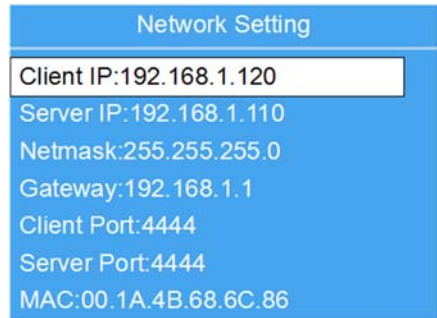 Network Setting
Client IP:192.168.1.120
Server IP:192.168.1.110
Netmask:255.255.255.0
Gateway:192.168.1.1
Client Port:4444
Server Port:4444
MAC:00.1A.4B.68.6C.86